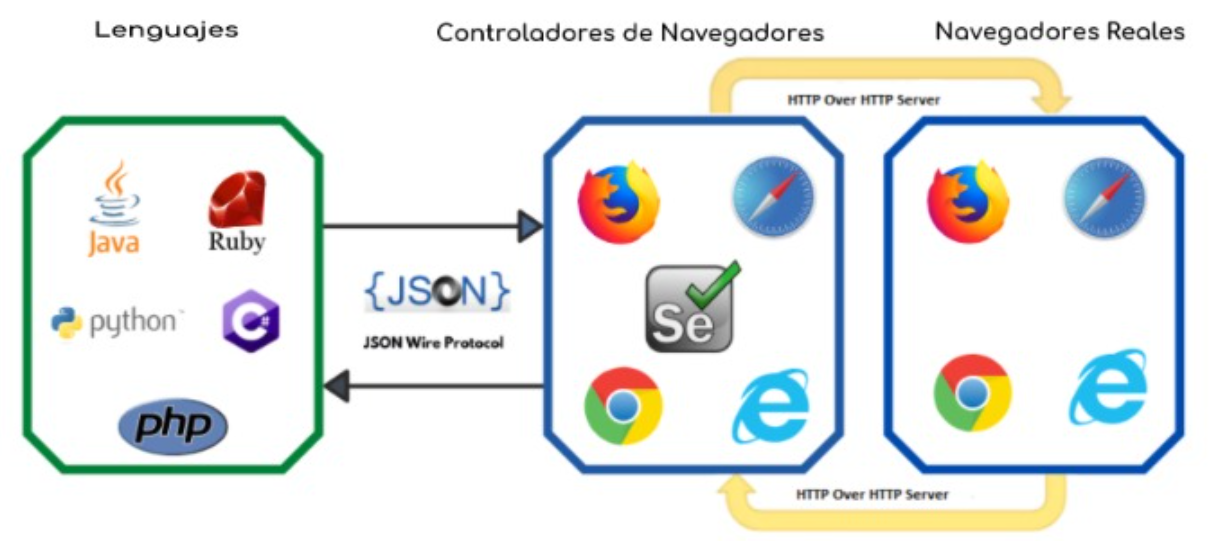 Lenguajes
Controladores de Navegadores
Navegadores Reales
HTTP Over HTTP Server
Java
Ruby
{JSON}
Se
python™
C#
JSON Wire Protocol
php
HTTP Over HTTP Server